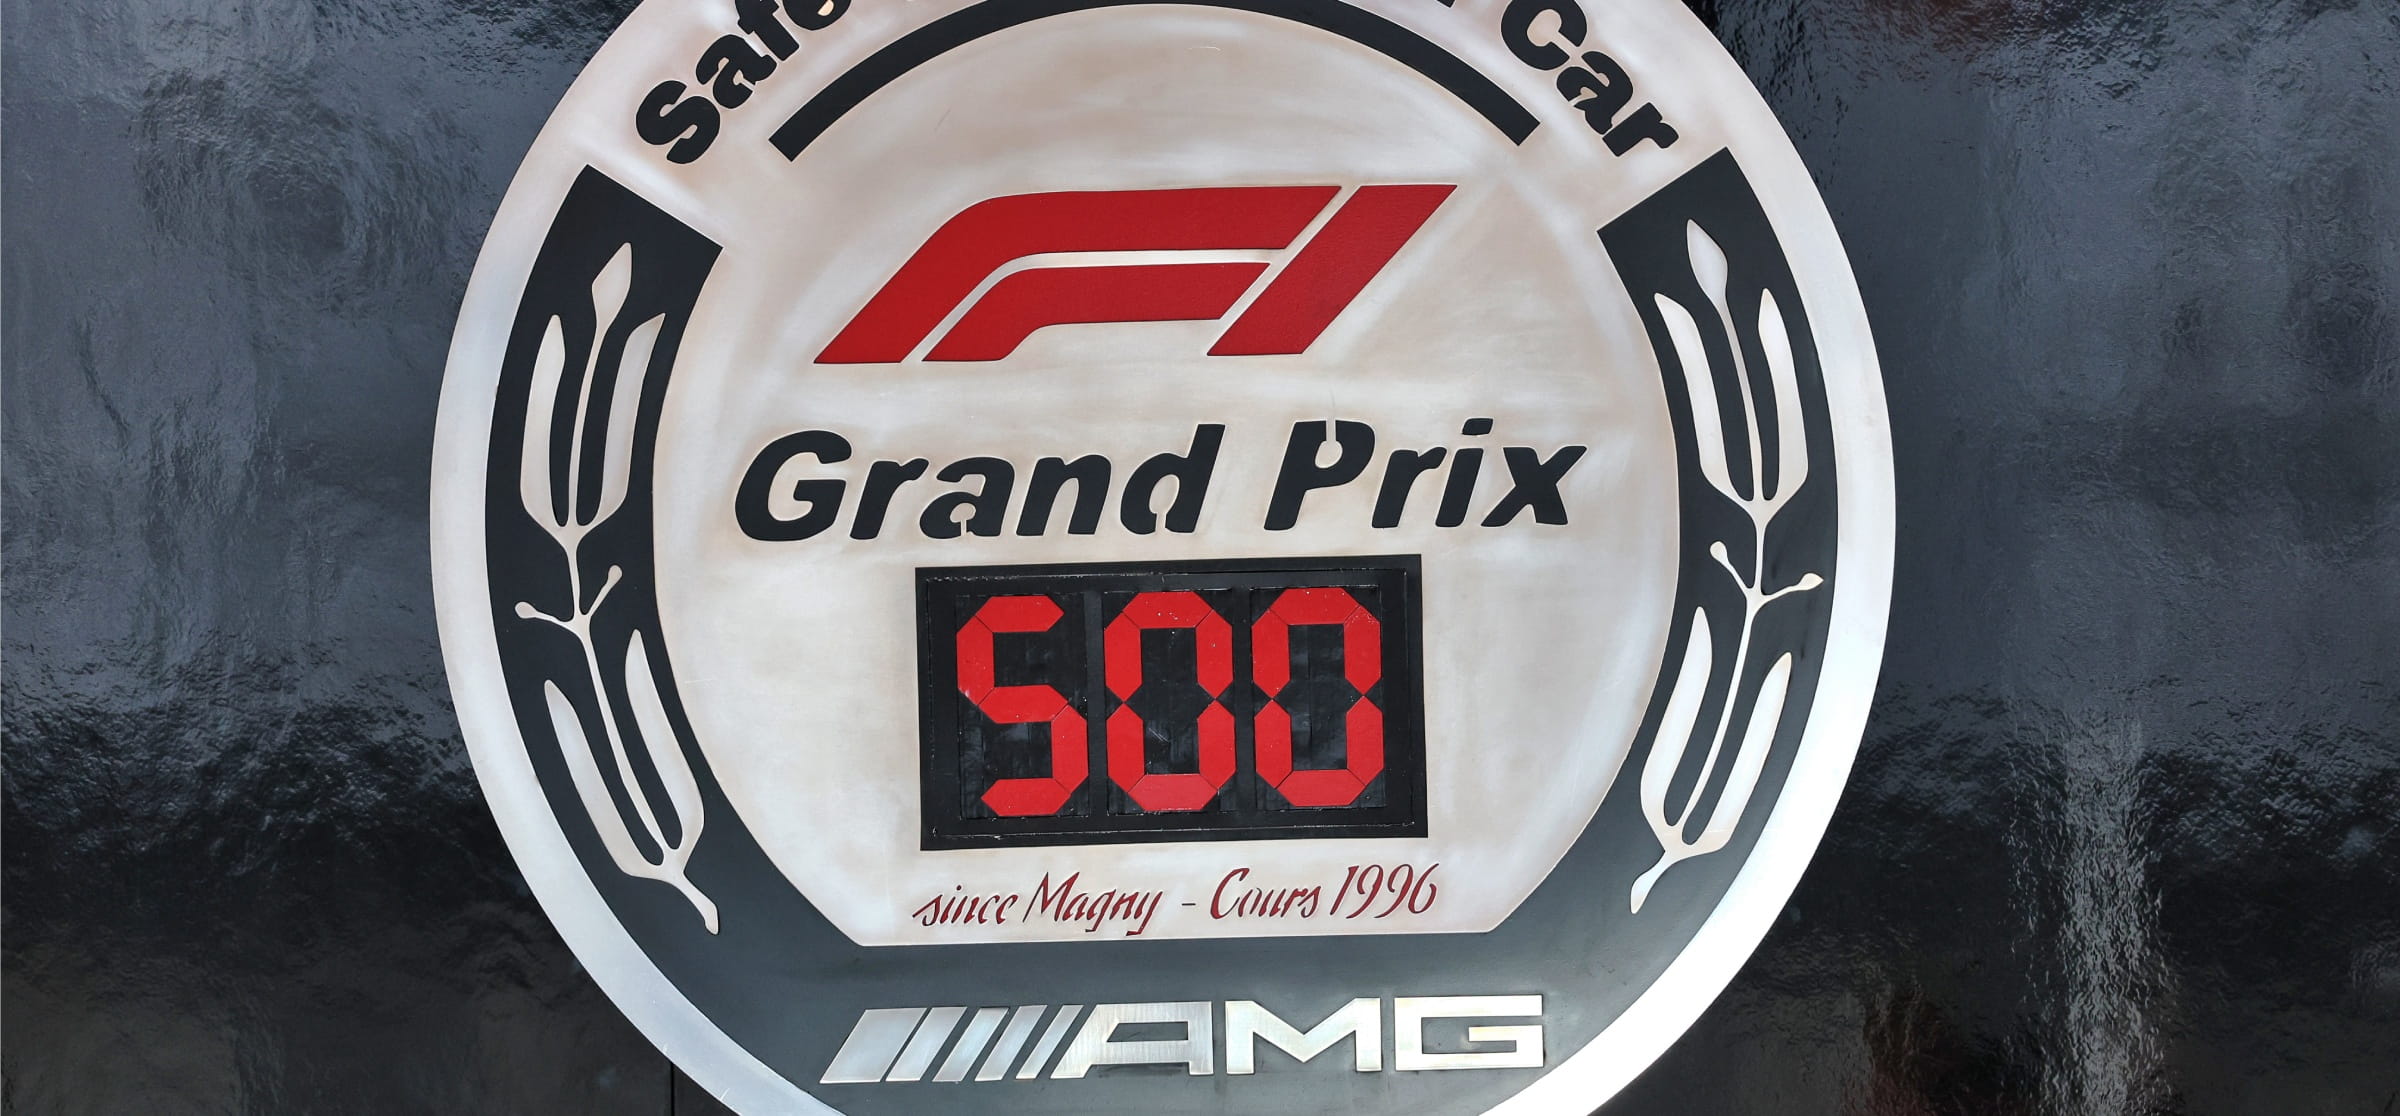 Car
F1
Grand Prix
500
since Magny - Cours 1996
AMG